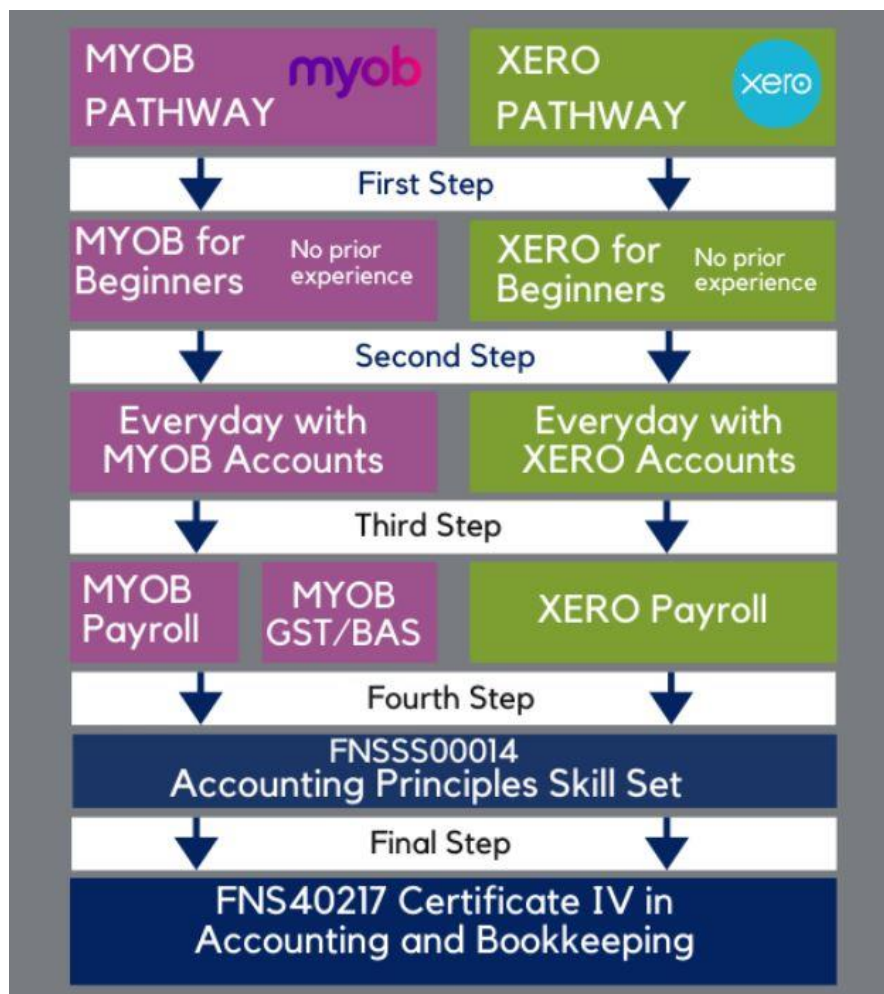 MYOB
PATHWAY
myob
XERO
PATHWAY
xero
First Step
MYOB for
Beginners
No prior
experience
XERO for
Beginners
No prior
experience
Second Step
Everyday with
MYOB Accounts
Everyday with
XERO Accounts
Third Step
MYOB
Payroll
MYOB
GST/BAS
XERO Payroll
Fourth Step
FNSSS00014
Accounting Principles Skill Set
Final Step
FNS40217 Certificate IV in
Accounting and Bookkeeping